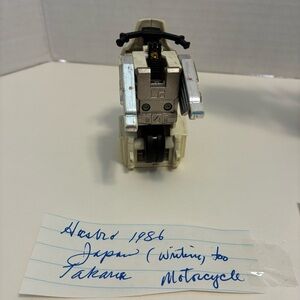 Hasbro 1986
Japan (writing too
Takara Motorcycle